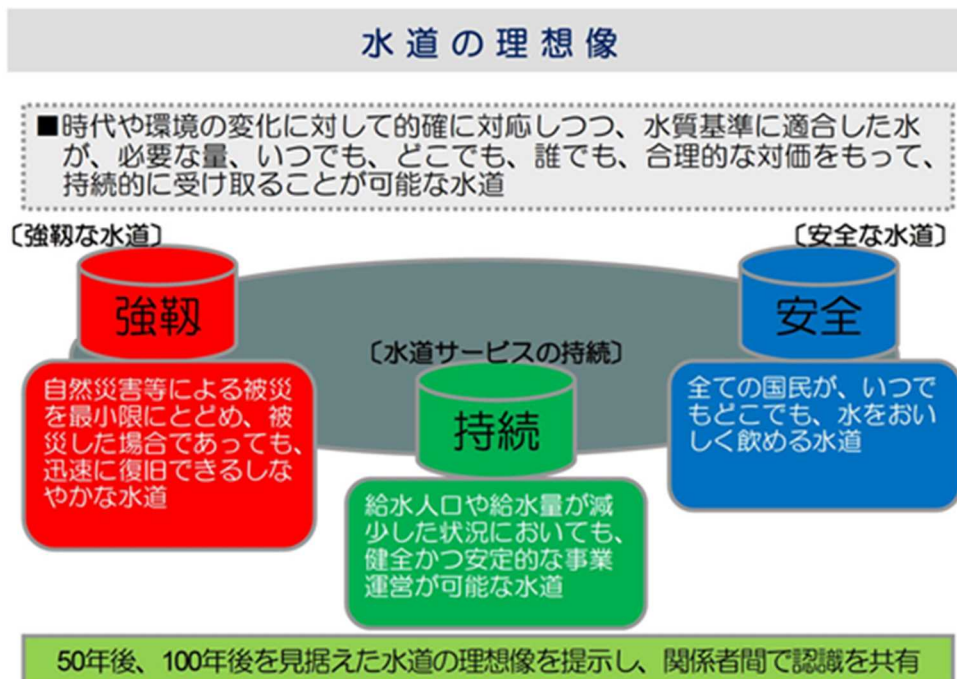 水道の理想像
■時代や環境の変化に対して的確に対応しつつ、水質基準に適合した水
が、必要な量、いつでも、どこでも、誰でも、合理的な対価をもって、
持続的に受け取ることが可能な水道
〔強靱な水道〕
〔安全な水道〕
強靱
安全
〔水道サービスの持続〕
持続
自然災害等による被災
を最小限にとどめ、被
災した場合であっても、
迅速に復旧できるしな
やかな水道
全ての国民が、いつで
もどこでも、水をおい
しく飲める水道
給水人口や給水量が減
少した状況においても、
健全かつ安定的な事業
運営が可能な水道
50年後、100年後を見据えた水道の理想像を提示し、関係者間で認識を共有